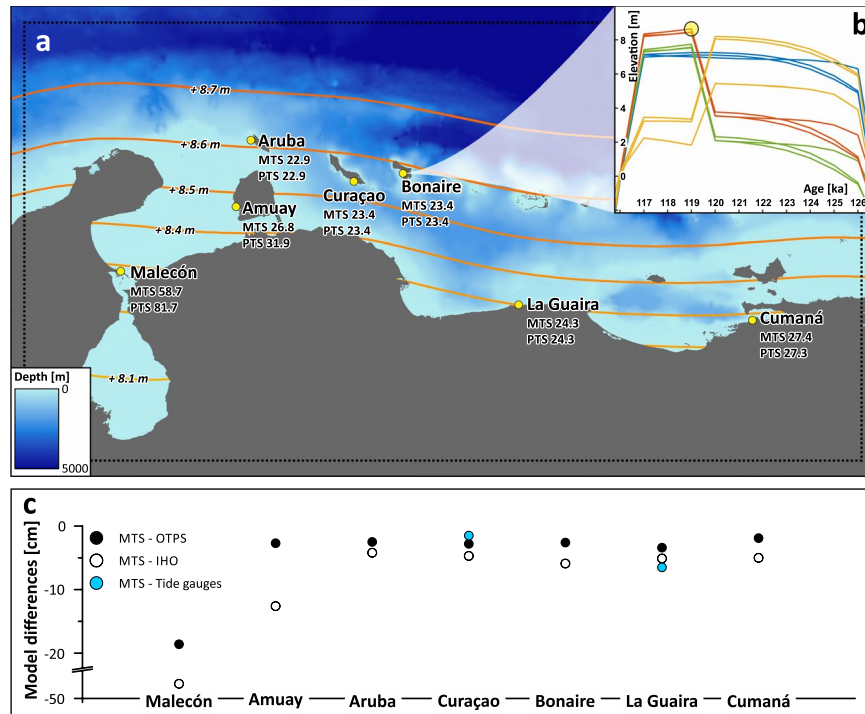 a
+ 8.7 m
+ 8.6 m
+ 8.5 m
+ 8.4 m
+ 8.1 m
Aruba
MTS 22.9
PTS 22.9
Curaçao
MTS 23.4
PTS 23.4
Bonaire
MTS 23.4
PTS 23.4
Amuay
MTS 26.8
PTS 31.9
Malecón
MTS 58.7
PTS 81.7
La Guaira
MTS 24.3
PTS 24.3
Cumaná
MTS 27.4
PTS 27.3
Depth [m]
0
5000
b
Elevation [m]
8
6
4
2
0
Age [ka]
117 118 119 120 121 122 123 124 125 126
c
Model differences [cm]
0
-10
-20
-50
MTS - OTPS
MTS - IHO
MTS - Tide gauges
Malecón Amuay Aruba Curaçao Bonaire La Guaira Cumaná